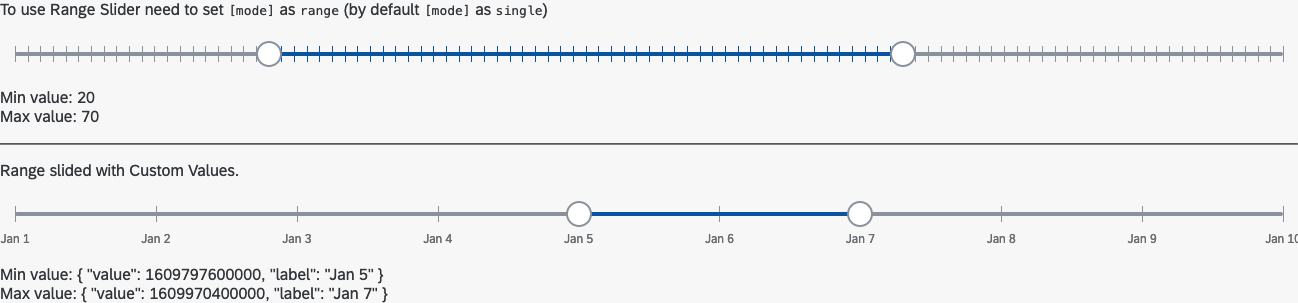 To use Range Slider need to set [mode] as range (by default [mode] as single)
Min value: 20
Max value: 70
Range slided with Custom Values.
Jan 1 Jan 2 Jan 3 Jan 4 Jan 5 Jan 6 Jan 7 Jan 8 Jan 9 Jan 10
Min value: { "value": 1609797600000, "label": "Jan 5" }
Max value: { "value": 1609970400000, "label": "Jan 7" }